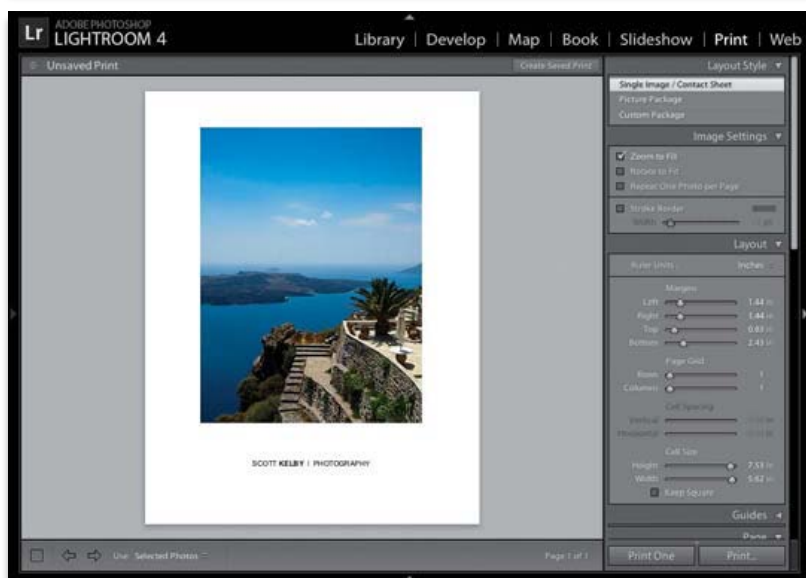 Lr ADOBE PHOTOSHOP
LIGHTROOM 4
Library | Develop | Map | Book | Slideshow | Print | Web
Unsaved Print
Create Saved Print
Layout Style
Single Image / Contact Sheet
Picture Package
Custom Package
Image Settings
Zoom to Fill
Rotate to Fit
Repeat One Photo per Page
Stroke Border
Width
Layout
Ruler Units Inches
Margins
Left 1.44 in
Right 1.44 in
Top 0.63 in
Bottom 2.43 in
Page Grid
Rows 1
Columns 1
Cell Spacing
Vertical
Horizontal
Cell Size
Height 7.53 in
Width 5.62 in
Keep Square
Guides
Page
SCOTT KELBY | PHOTOGRAPHY
Use: Selected Photos
Page 1 of 1
Print One
Print...